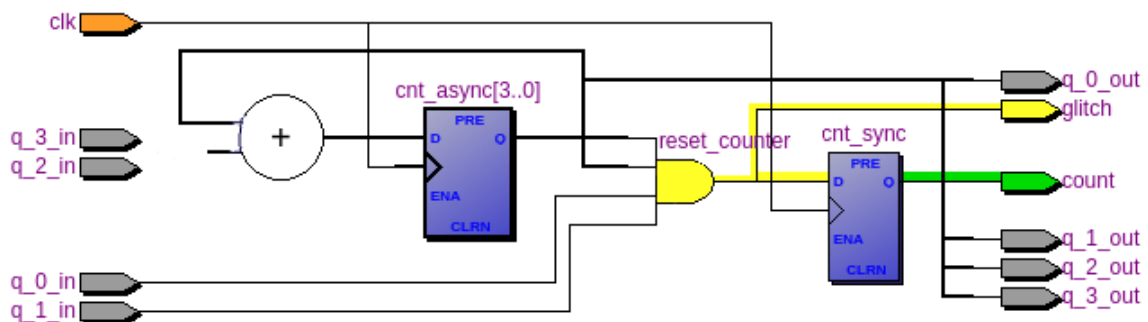 clk
q_3_in
q_2_in
q_0_in
q_1_in
+
cnt_async[3..0]
PRE
D Q
ENA
CLRN
reset_counter
cnt_sync
PRE
D Q
ENA
CLRN
q_0_out
glitch
count
q_1_out
q_2_out
q_3_out